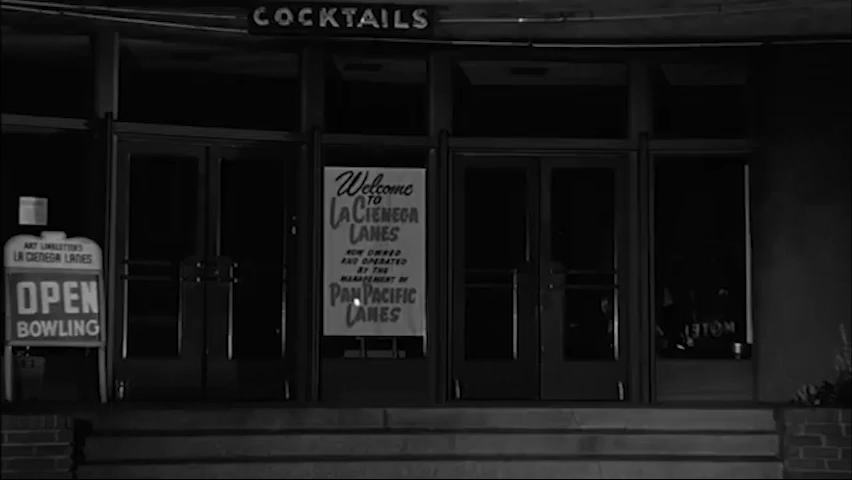 COCKTAILS
Welcome
TO
LA CIENEGA
LANES
NOW OWNED
AND OPERATED
BY THE
MANAGEMENT OF
PAN PACIFIC
LANES
ART LINKLETTER'S
LA CIENEGA LANES
OPEN
BOWLING
MOTEL